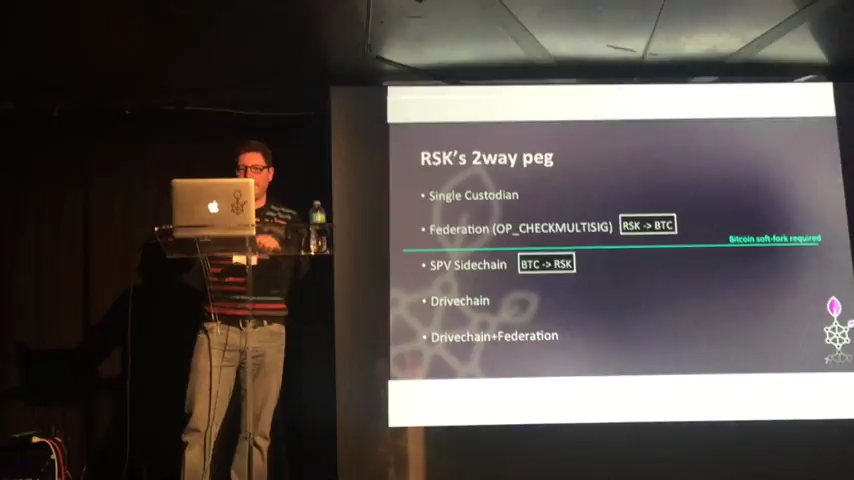 RSK's 2way peg
• Single Custodian
• Federation (OP_CHECKMULTISIG) RSK -> BTC
Bitcoin soft-fork required
• SPV Sidechain BTC -> RSK
• Drivechain
• Drivechain+Federation